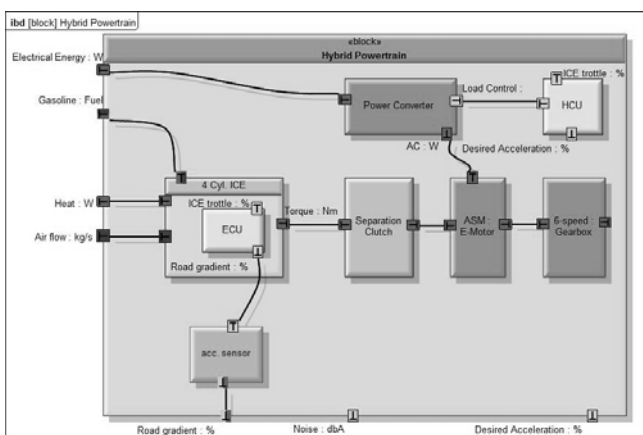 ibd [block] Hybrid Powertrain
«block»
Hybrid Powertrain
Electrical Energy : W
ICE trottle : %
Load Control :
Gasoline : Fuel
Power Converter
HCU
AC : W
Desired Acceleration : %
4 Cyl. ICE
Heat : W
ICE trottle : %
Torque : Nm
Separation
Clutch
ASM :
E-Motor
6-speed :
Gearbox
ECU
Air flow : kg/s
Road gradient : %
acc. sensor
Road gradient : %
Noise : dbA
Desired Acceleration : %